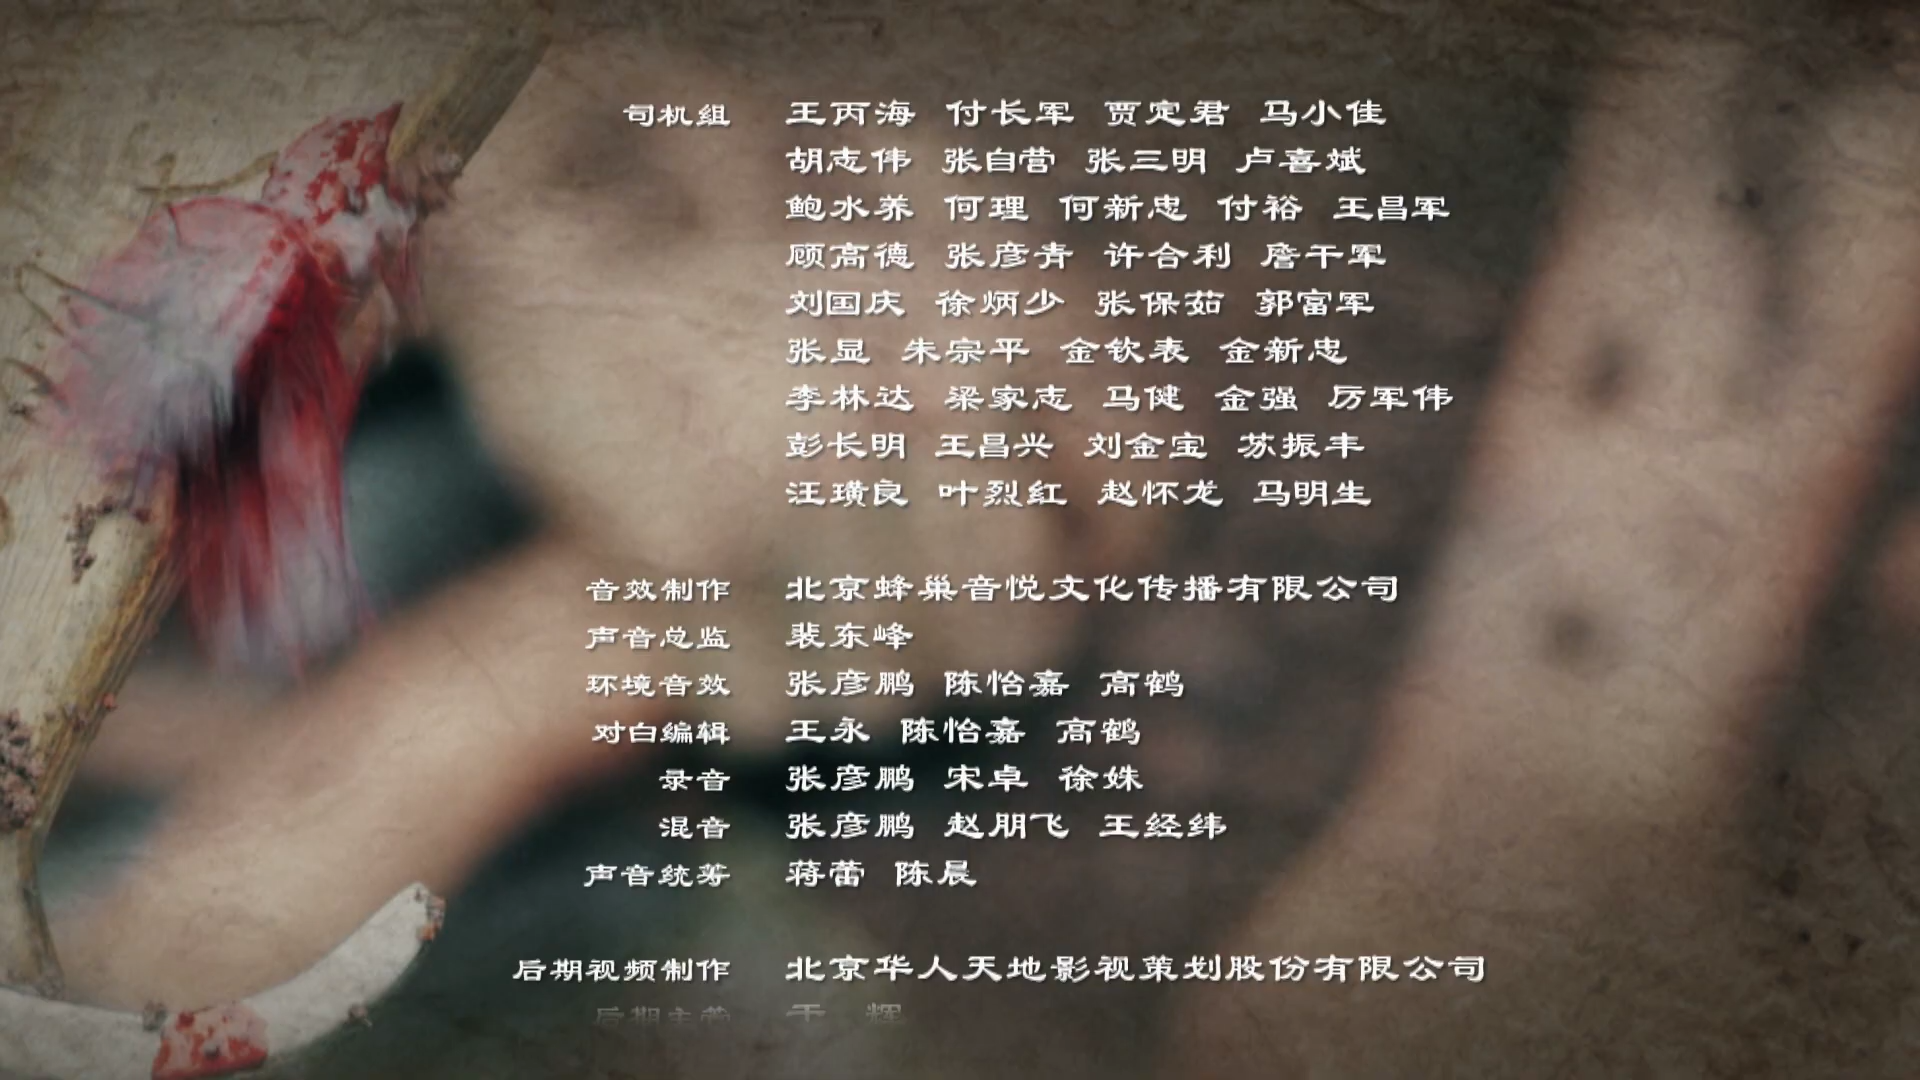 司机组 王丙海 付长军 贾定君 马小佳
胡志伟 张自营 张三明 卢喜斌
鲍水养 何理 何新忠 付裕 王昌军
顾高德 张彦青 许合利 詹干军
刘国庆 徐炳少 张保茹 郭富军
张显 朱宗平 金钦表 金新忠
李林达 梁家志 马健 金强 厉军伟
彭长明 王昌兴 刘金宝 苏振丰
汪璜良 叶烈红 赵怀龙 马明生
音效制作 北京蜂巢音悦文化传播有限公司
声音总监 裴东峰
环境音效 张彦鹏 陈怡嘉 高鹤
对白编辑 王永 陈怡嘉 高鹤
录音 张彦鹏 宋卓 徐姝
混音 张彦鹏 赵朋飞 王经纬
声音统筹 蒋蕾 陈晨
后期视频制作 北京华人天地影视策划股份有限公司
后期主管 辉